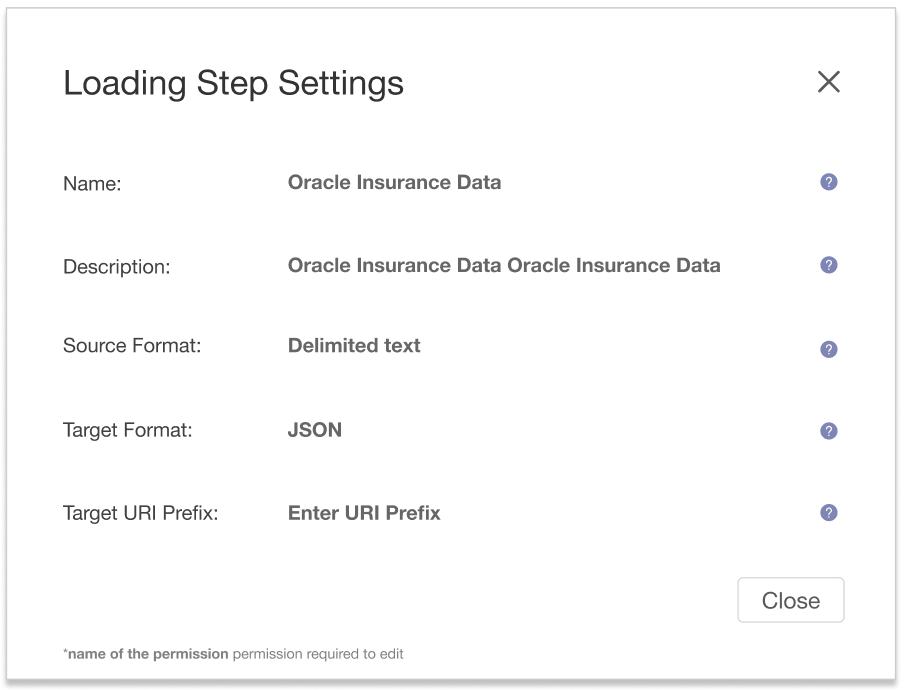 Loading Step Settings
Name: Oracle Insurance Data ?
Description: Oracle Insurance Data Oracle Insurance Data ?
Source Format: Delimited text ?
Target Format: JSON ?
Target URI Prefix: Enter URI Prefix ?
Close
*name of the permission permission required to edit